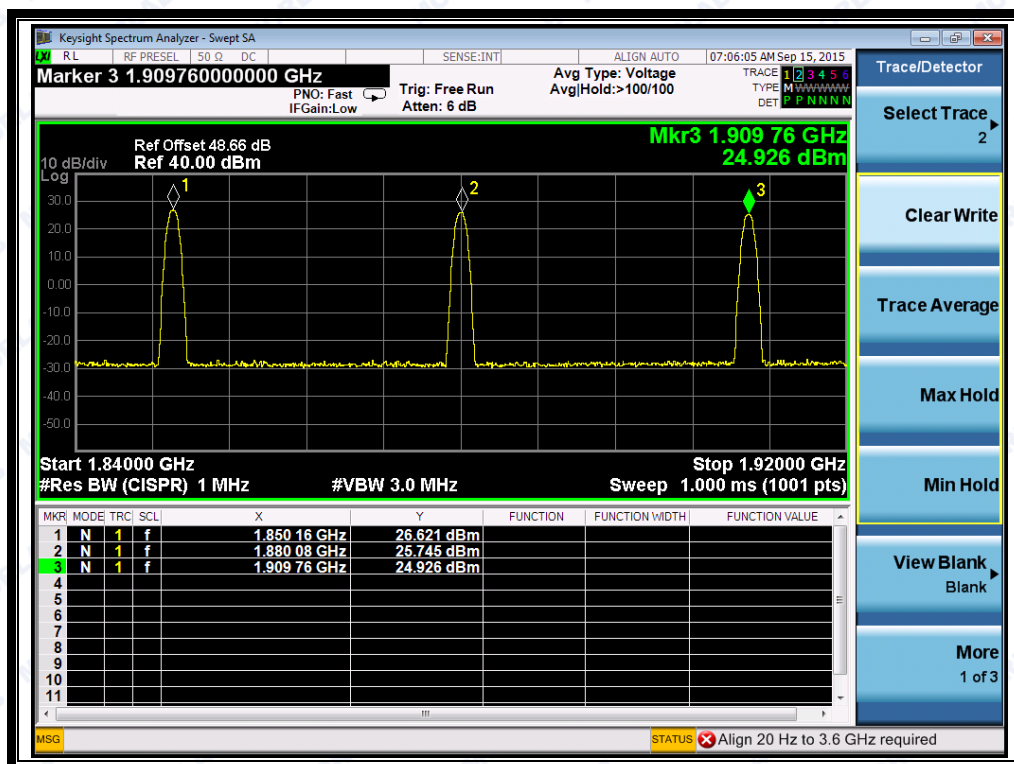 Keysight Spectrum Analyzer - Swept SA
LXI RL RF PRESEL 50 Ω DC SENSE:INT ALIGN AUTO 07:06:05 AM Sep 15, 2015
Marker 3 1.909760000000 GHz
PNO: Fast
IFGain:Low
Trig: Free Run
Atten: 6 dB
Avg Type: Voltage
Avg|Hold:>100/100
TRACE 1 2 3 4 5 6
TYPE M W W W W W
DET P P N N N N
Mkr3 1.909 76 GHz
24.926 dBm
Ref Offset 48.66 dB
10 dB/div Ref 40.00 dBm
Log
30.0
20.0
10.0
0.00
-10.0
-20.0
-30.0
-40.0
-50.0
1
2
3
Start 1.84000 GHz Stop 1.92000 GHz
#Res BW (CISPR) 1 MHz #VBW 3.0 MHz Sweep 1.000 ms (1001 pts)
MKR MODE TRC SCL X Y FUNCTION FUNCTION WIDTH FUNCTION VALUE
1 N 1 f 1.850 16 GHz 26.621 dBm
2 N 1 f 1.880 08 GHz 25.745 dBm
3 N 1 f 1.909 76 GHz 24.926 dBm
4
5
6
7
8
9
10
11
MSG STATUS Align 20 Hz to 3.6 GHz required
Trace/Detector
Select Trace
2
Clear Write
Trace Average
Max Hold
Min Hold
View Blank
Blank
More
1 of 3